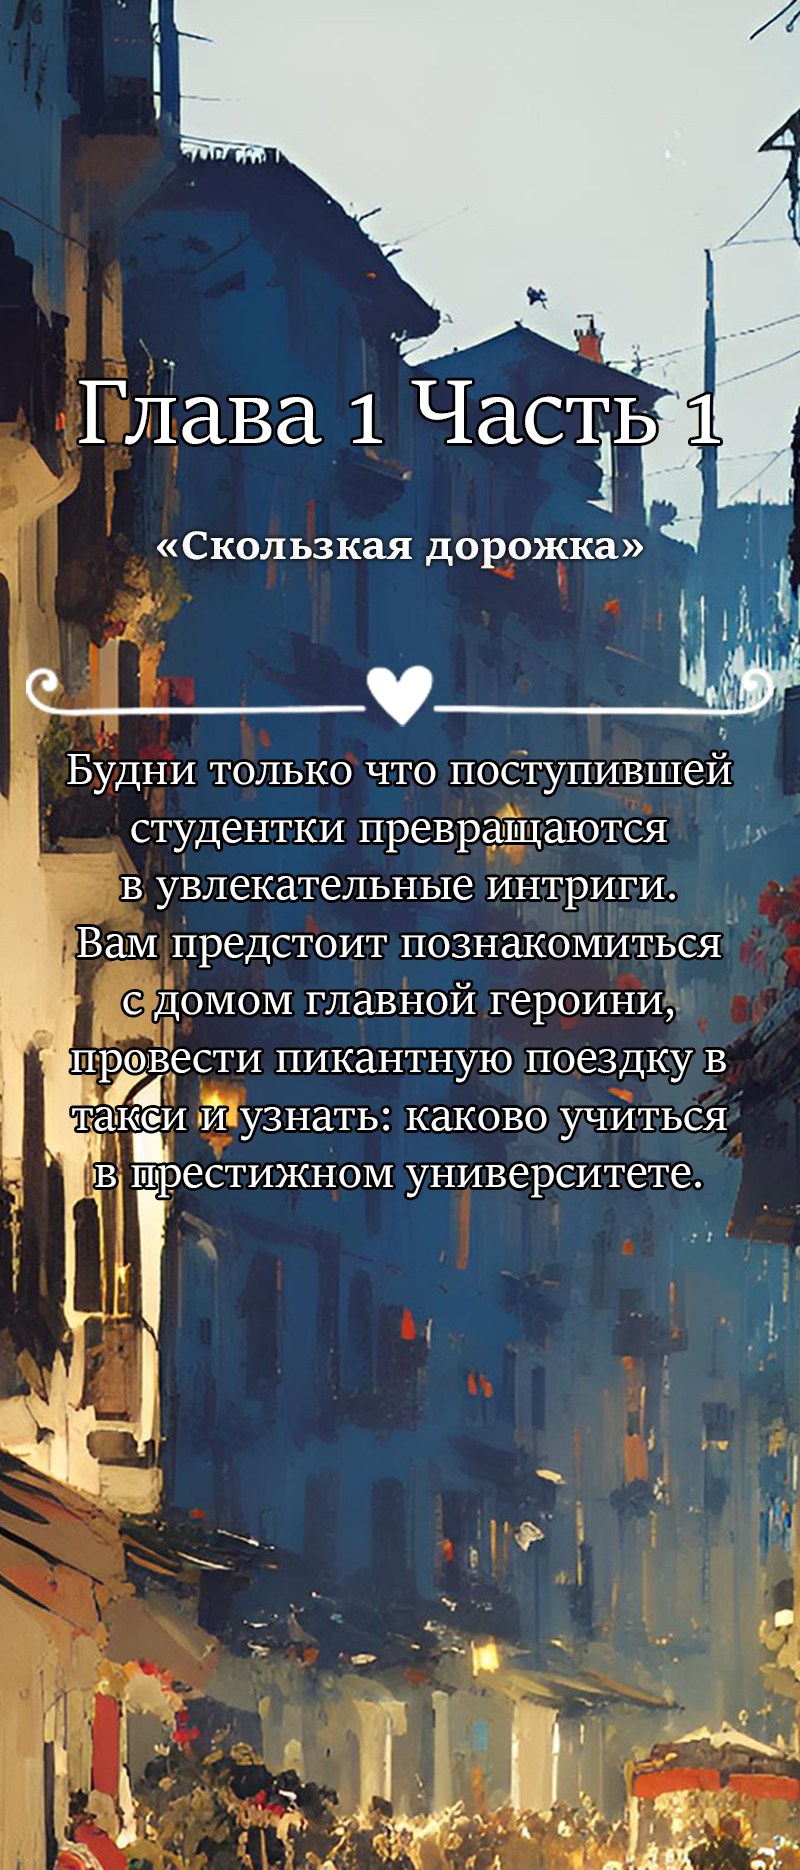 Глава 1 Часть 1
«Скользкая дорожка»
Будни только что поступившей
студентки превращаются
в увлекательные интриги.
Вам предстоит познакомиться
с домом главной героини,
провести пикантную поездку в
такси и узнать: каково учиться
в престижном университете.